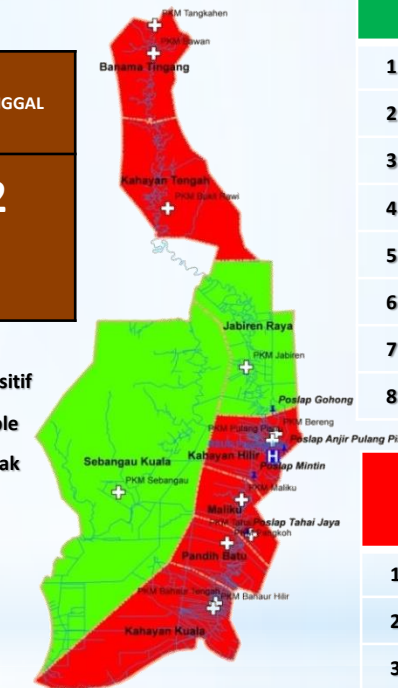 PKM Tangkahen
PKM Bawan
Banama Tingang
NGGAL
2
Kahayan Tengah
PKM Bukit Rawi
1
2
3
4
5
6
7
8
Jabiren Raya
PKM Jabiren
Poslap Gohong
PKM Bereng
PKM Pulang Pisau
Poslap Anjir Pulang Pi
Kahayan Hilir
H
Poslap Mintin
sitif
ole
ak
Sebangau Kuala
PKM Sebangau
PKM Maliku
Maliku
Poslap Tahai Jaya
Pandih Batu
PKM Bahaur Tengah
PKM Bahaur Hilir
Kahayan Kuala
1
2
3